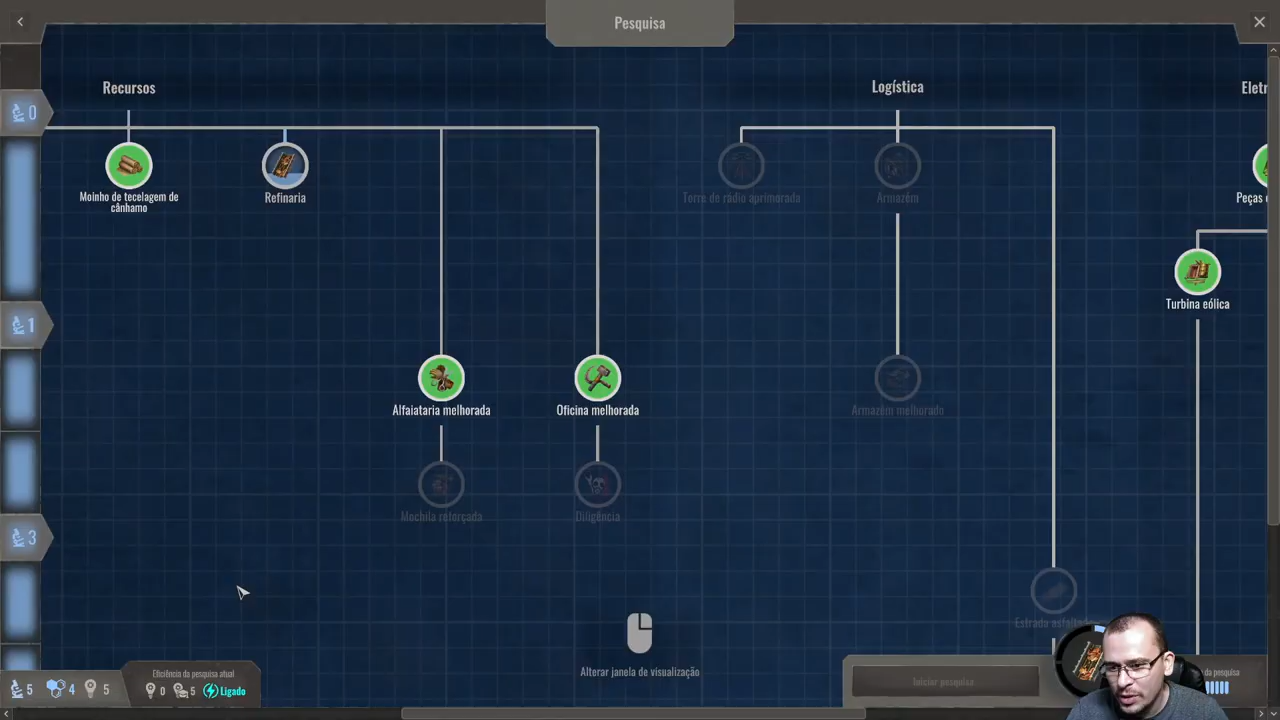 Pesquisa
Recursos
Logística
Eletr
0
Moinho de tecelagem de
cânhamo
Refinaria
Torre de rádio aprimorada
Armazém
Peças
Turbina eólica
1
Alfaiataria melhorada
Oficina melhorada
Armazém melhorado
Mochila reforçada
Diligência
3
Estrada asfaltada
Alterar janela de visualização
Eficiência da pesquisa atual
5 4 5
0 5 Ligado
Iniciar pesquisa
da pesquisa